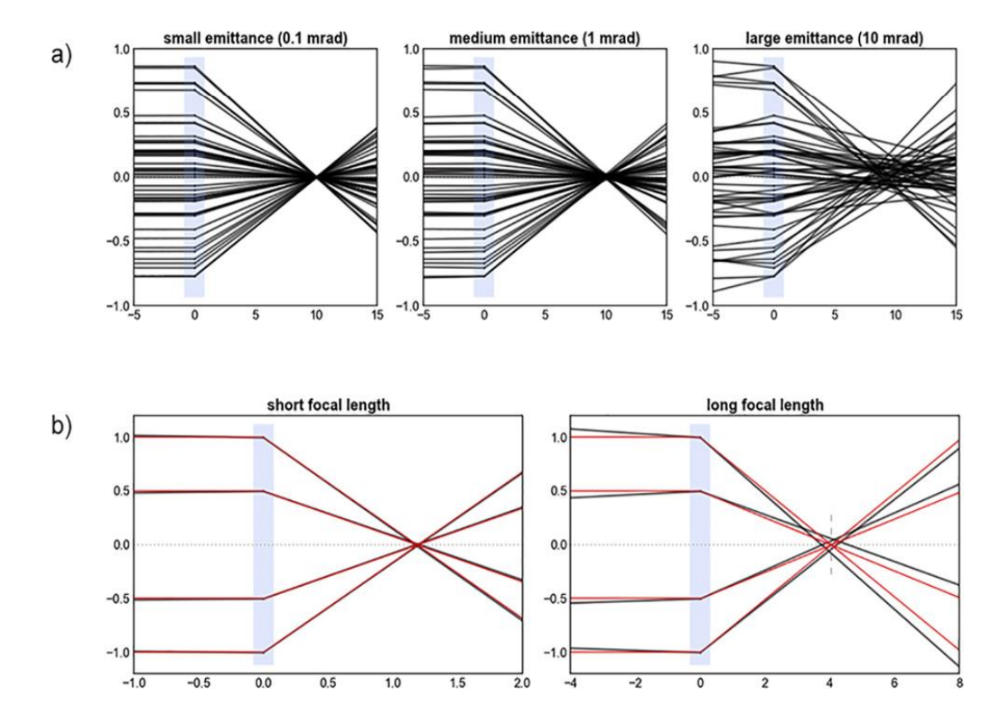 a)
small emittance (0.1 mrad)
medium emittance (1 mrad)
large emittance (10 mrad)
1.0
0.5
0.0
−0.5
−1.0
−5 0 5 10 15
1.0
0.5
0.0
−0.5
−1.0
−5 0 5 10 15
1.0
0.5
0.0
−0.5
−1.0
−5 0 5 10 15
b)
short focal length
long focal length
1.0
0.5
0.0
−0.5
−1.0
−1.0 −0.5 0.0 0.5 1.0 1.5 2.0
1.0
0.5
0.0
−0.5
−1.0
−4 −2 0 2 4 6 8